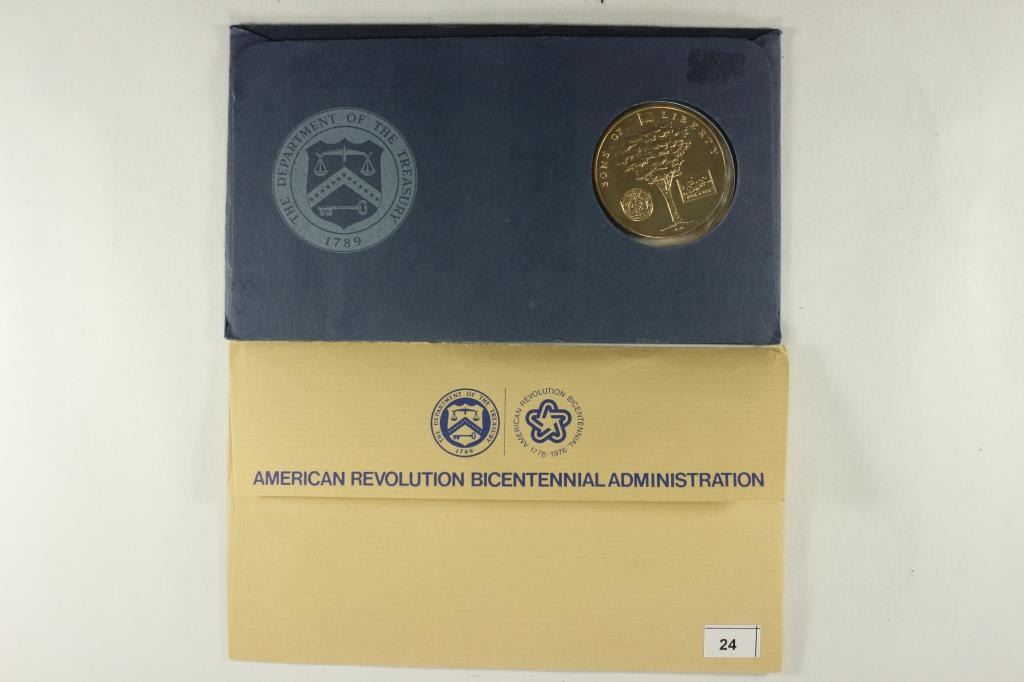 THE DEPARTMENT OF THE TREASURY
1789
SONS OF LIBERTY
THE DEPARTMENT OF THE TREASURY
1789
AMERICAN REVOLUTION BICENTENNIAL
1776-1976
AMERICAN REVOLUTION BICENTENNIAL ADMINISTRATION
24